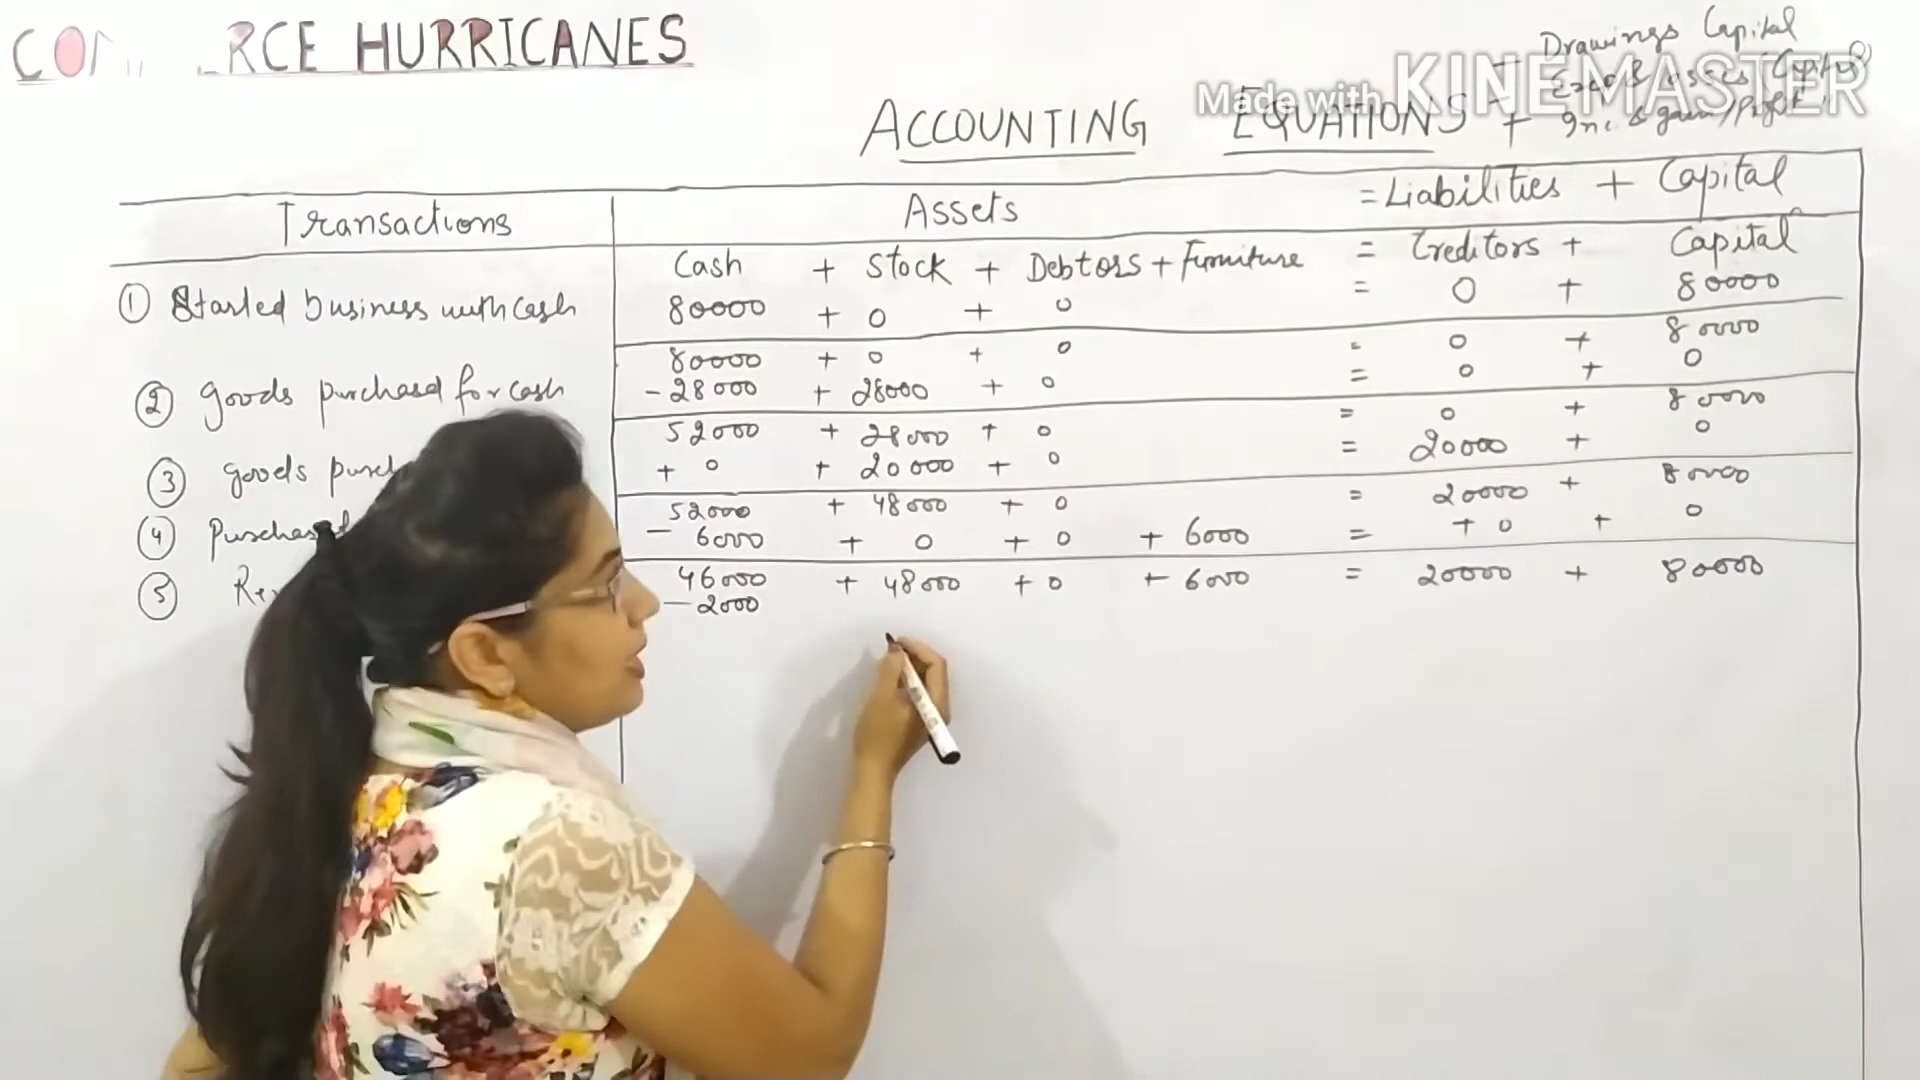 COM RCE HURRICANES
Drawings Capital
Made with KINEMASTER
ACCOUNTING EQUATIONS
Transactions Assets = Liabilities + Capital
Cash + Stock + Debtors + Furniture = Creditors + Capital
① Started business with cash 80000 + 0 + 0 = 0 + 80000
80000 + 0 + 0 = 0 + 80000
② Goods purchased for cash - 28000 + 28000 + 0 = 0 + 0
52000 + 28000 + 0 = 0 + 80000
③ goods purch + 0 + 20000 + 0 = 20000 + 0
52000 + 48000 + 0 = 20000 + 80000
④ Purchased - 6000 + 0 + 0 + 6000 = + 0 + 0
46000 + 48000 + 0 + 6000 = 20000 + 80000
⑤ Re - 2000